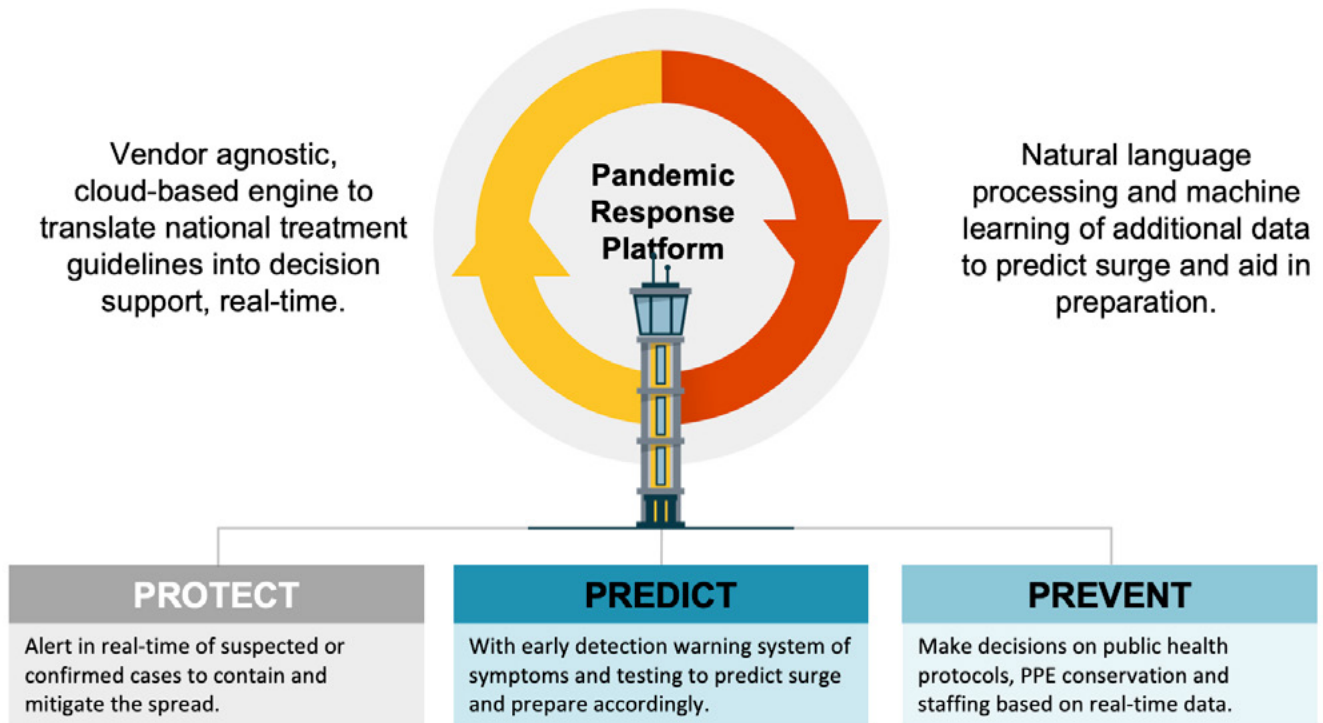 Vendor agnostic,
cloud-based engine to
translate national treatment
guidelines into decision
support, real-time.
Pandemic
Response
Platform
Natural language
processing and machine
learning of additional data
to predict surge and aid in
preparation.
PROTECT
Alert in real-time of suspected or
confirmed cases to contain and
mitigate the spread.
PREDICT
With early detection warning system of
symptoms and testing to predict surge
and prepare accordingly.
PREVENT
Make decisions on public health
protocols, PPE conservation and
staffing based on real-time data.